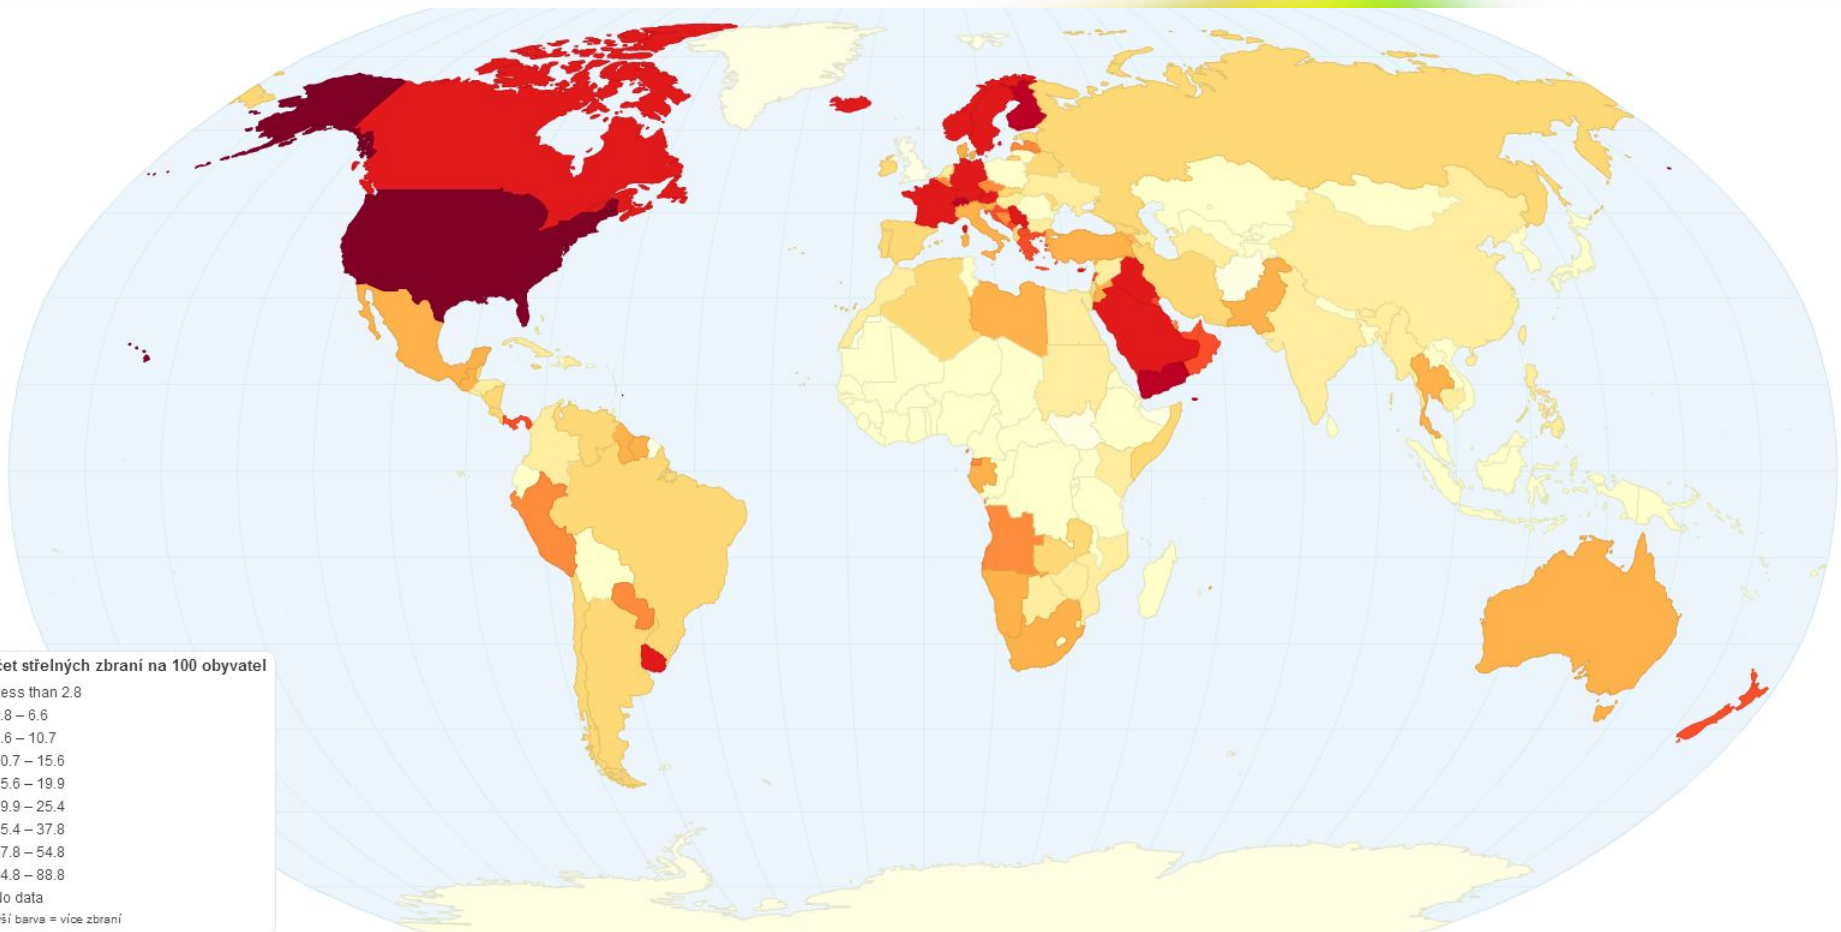 čet střelných zbraní na 100 obyvatel
ess than 2.8
.8 – 6.6
.6 – 10.7
0.7 – 15.6
5.6 – 19.9
9.9 – 25.4
5.4 – 37.8
7.8 – 54.8
4.8 – 88.8
lo data
ší barva = více zbraní